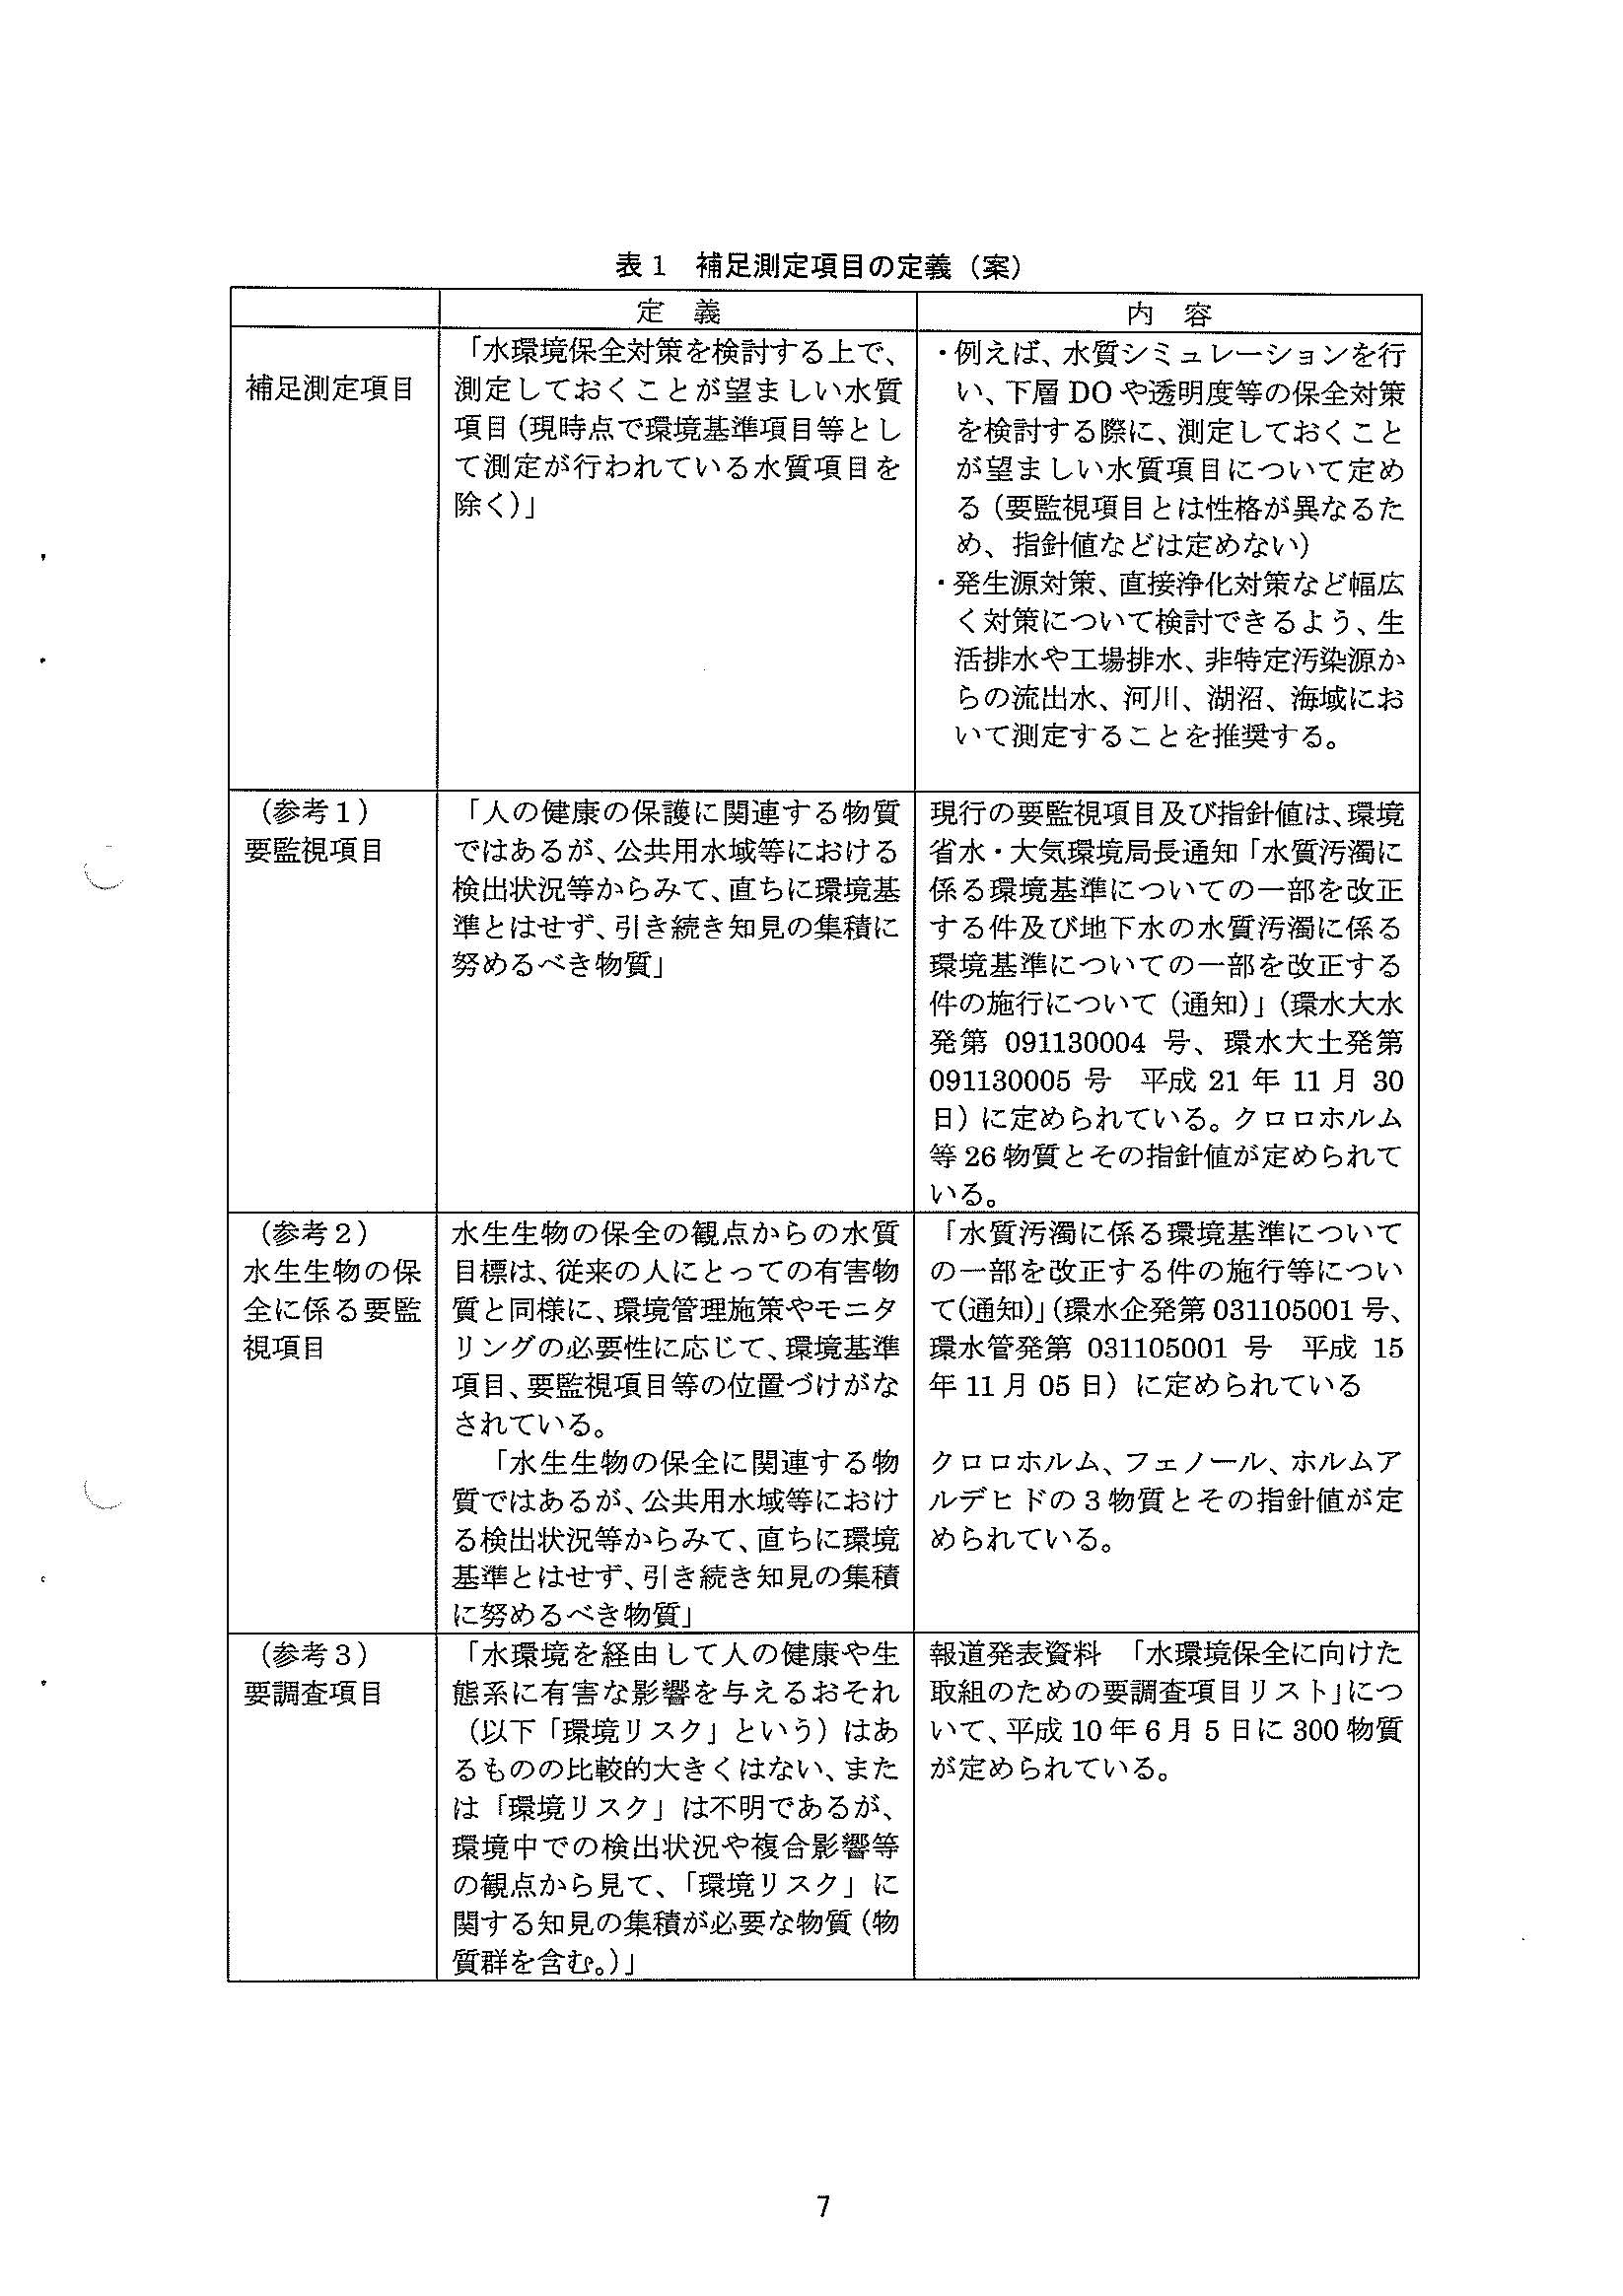 表１　補足測定項目の定義（案）
定　義
内　容
補足測定項目
「水環境保全対策を検討する上で、
測定しておくことが望ましい水質
項目（現時点で環境基準項目等とし
て測定が行われている水質項目を
除く）」
・例えば、水質シミュレーションを行
い、下層 DO や透明度等の保全対策
を検討する際に、測定しておくこと
が望ましい水質項目について定め
る（要監視項目とは性格が異なるた
め、指針値などは定めない）
・発生源対策、直接浄化対策など幅広
く対策について検討できるよう、生
活排水や工場排水、非特定汚染源か
らの流出水、河川、湖沼、海域にお
いて測定することを推奨する。
（参考１）
要監視項目
「人の健康の保護に関連する物質
ではあるが、公共用水域等における
検出状況等からみて、直ちに環境基
準とはせず、引き続き知見の集積に
努めるべき物質」
現行の要監視項目及び指針値は、環境
省水・大気環境局長通知「水質汚濁に
係る環境基準についての一部を改正
する件及び地下水の水質汚濁に係る
環境基準についての一部を改正する
件の施行について（通知）」（環水大水
発第 091130004 号、環水大土発第
091130005 号　平成 21 年 11 月 30
日）に定められている。クロロホルム
等 26 物質とその指針値が定められて
いる。
（参考２）
水生生物の保
全に係る要監
視項目
水生生物の保全の観点からの水質
目標は、従来の人にとっての有害物
質と同様に、環境管理施策やモニタ
リングの必要性に応じて、環境基準
項目、要監視項目等の位置づけがな
されている。
「水生生物の保全に関連する物
質ではあるが、公共用水域等におけ
る検出状況等からみて、直ちに環境
基準とはせず、引き続き知見の集積
に努めるべき物質」
「水質汚濁に係る環境基準について
の一部を改正する件の施行等につい
て（通知）」（環水企発第 031105001 号、
環水管発第 031105001 号　平成 15
年 11 月 05 日）に定められている
クロロホルム、フェノール、ホルムア
ルデヒドの３物質とその指針値が定
められている。
（参考３）
要調査項目
「水環境を経由して人の健康や生
態系に有害な影響を与えるおそれ
（以下「環境リスク」という）はあ
るものの比較的大きくはない、また
は「環境リスク」は不明であるが、
環境中での検出状況や複合影響等
の観点から見て、「環境リスク」に
関する知見の集積が必要な物質（物
質群を含む。）」
報道発表資料　「水環境保全に向けた
取組のための要調査項目リスト」につ
いて、平成 10 年 6 月 5 日に 300 物質
が定められている。
7